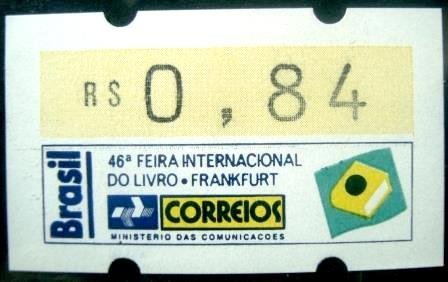 R$ 0,84
Brasil
46ª FEIRA INTERNACIONAL
DO LIVRO • FRANKFURT
CORREIOS
MINISTERIO DAS COMUNICACOES